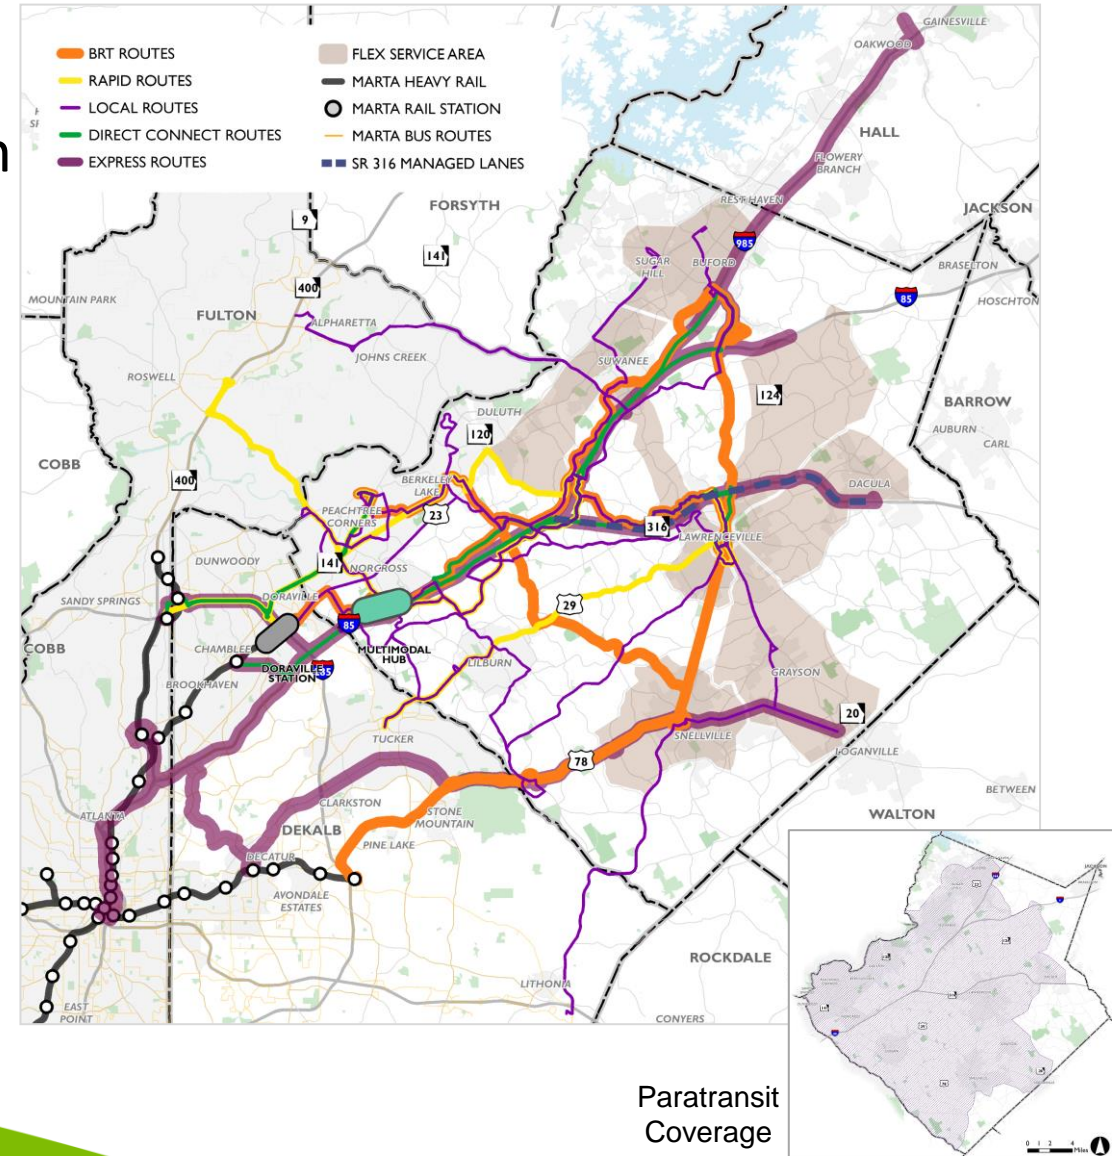 BRT ROUTES
RAPID ROUTES
LOCAL ROUTES
DIRECT CONNECT ROUTES
EXPRESS ROUTES
FLEX SERVICE AREA
MARTA HEAVY RAIL
MARTA RAIL STATION
MARTA BUS ROUTES
SR 316 MANAGED LANES
n
GAINESVILLE
OAKWOOD
HALL
FLOWERY
BRANCH
REST HAVEN
JACKSON
FORSYTH
9
141
985
SUGAR
HILL
BUFORD
BRASELTON
HOSCHTON
85
400
MOUNTAIN PARK
FULTON
ALPHARETTA
JOHNS CREEK
ROSWELL
SUWANEE
124
BARROW
AUBURN
CARL
DULUTH
120
COBB
400
BERKELEY
LAKE
DACULA
PEACHTREE
CORNERS
23
316
LAWRENCEVILLE
DUNWOODY
141
NORCROSS
SANDY SPRINGS
DORAVILLE
29
85
COBB
CHAMBLEE
MULTIMODAL
HUB
DORAVILLE
STATION
LILBURN
BROOKHAVEN
GRAYSON
20
TUCKER
SNELLVILLE
LOGANVILLE
78
BETWEEN
CLARKSTON
STONE
MOUNTAIN
WALTON
ATLANTA
DEKALB
PINE LAKE
DECATUR
AVONDALE
ESTATES
ROCKDALE
LITHONIA
EAST
POINT
CONYERS
Paratransit
Coverage
0 1 2 4
Miles